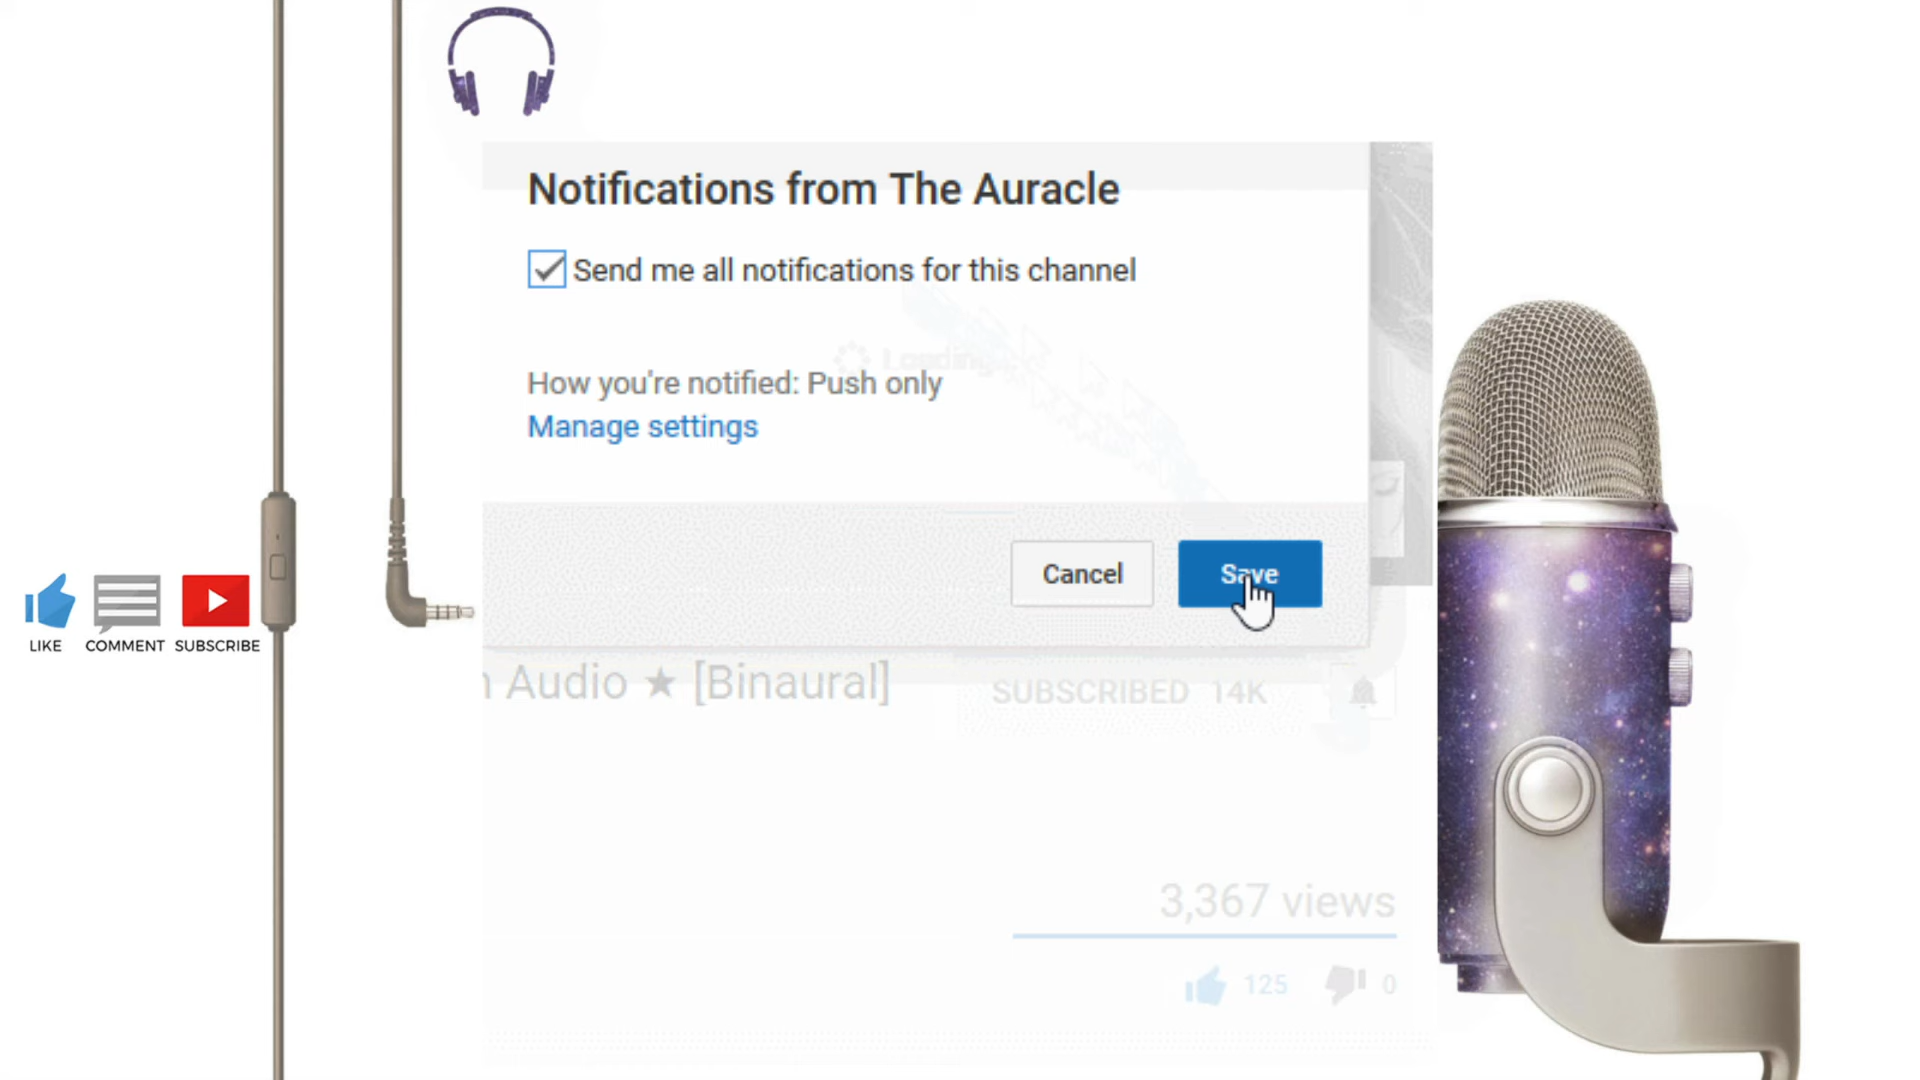 Notifications from The Auracle
Send me all notifications for this channel
Loading...
How you're notified: Push only
Manage settings
Cancel
Save
LIKE
COMMENT
SUBSCRIBE
Audio ★ [Binaural]
SUBSCRIBED 14K
3,367 views
125
0